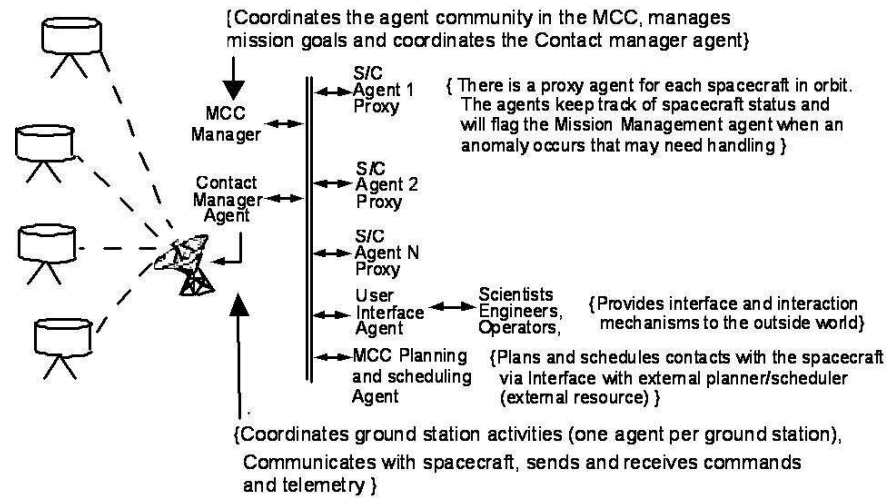 {Coordinates the agent community in the MCC, manages
mission goals and coordinates the Contact manager agent}
MCC
Manager
S/C
Agent 1
Proxy
{ There is a proxy agent for each spacecraft in orbit.
The agents keep track of spacecraft status and
will flag the Mission Management agent when an
anomaly occurs that may need handling }
Contact
Manager
Agent
S/C
Agent 2
Proxy
S/C
Agent N
Proxy
User
Interface
Agent
Scientists
Engineers,
Operators,
{Provides interface and interaction
mechanisms to the outside world}
MCC Planning
and scheduling
Agent
{Plans and schedules contacts with the spacecraft
via Interface with external planner/scheduler
(external resource) }
{Coordinates ground station activities (one agent per ground station),
Communicates with spacecraft, sends and receives commands
and telemetry }